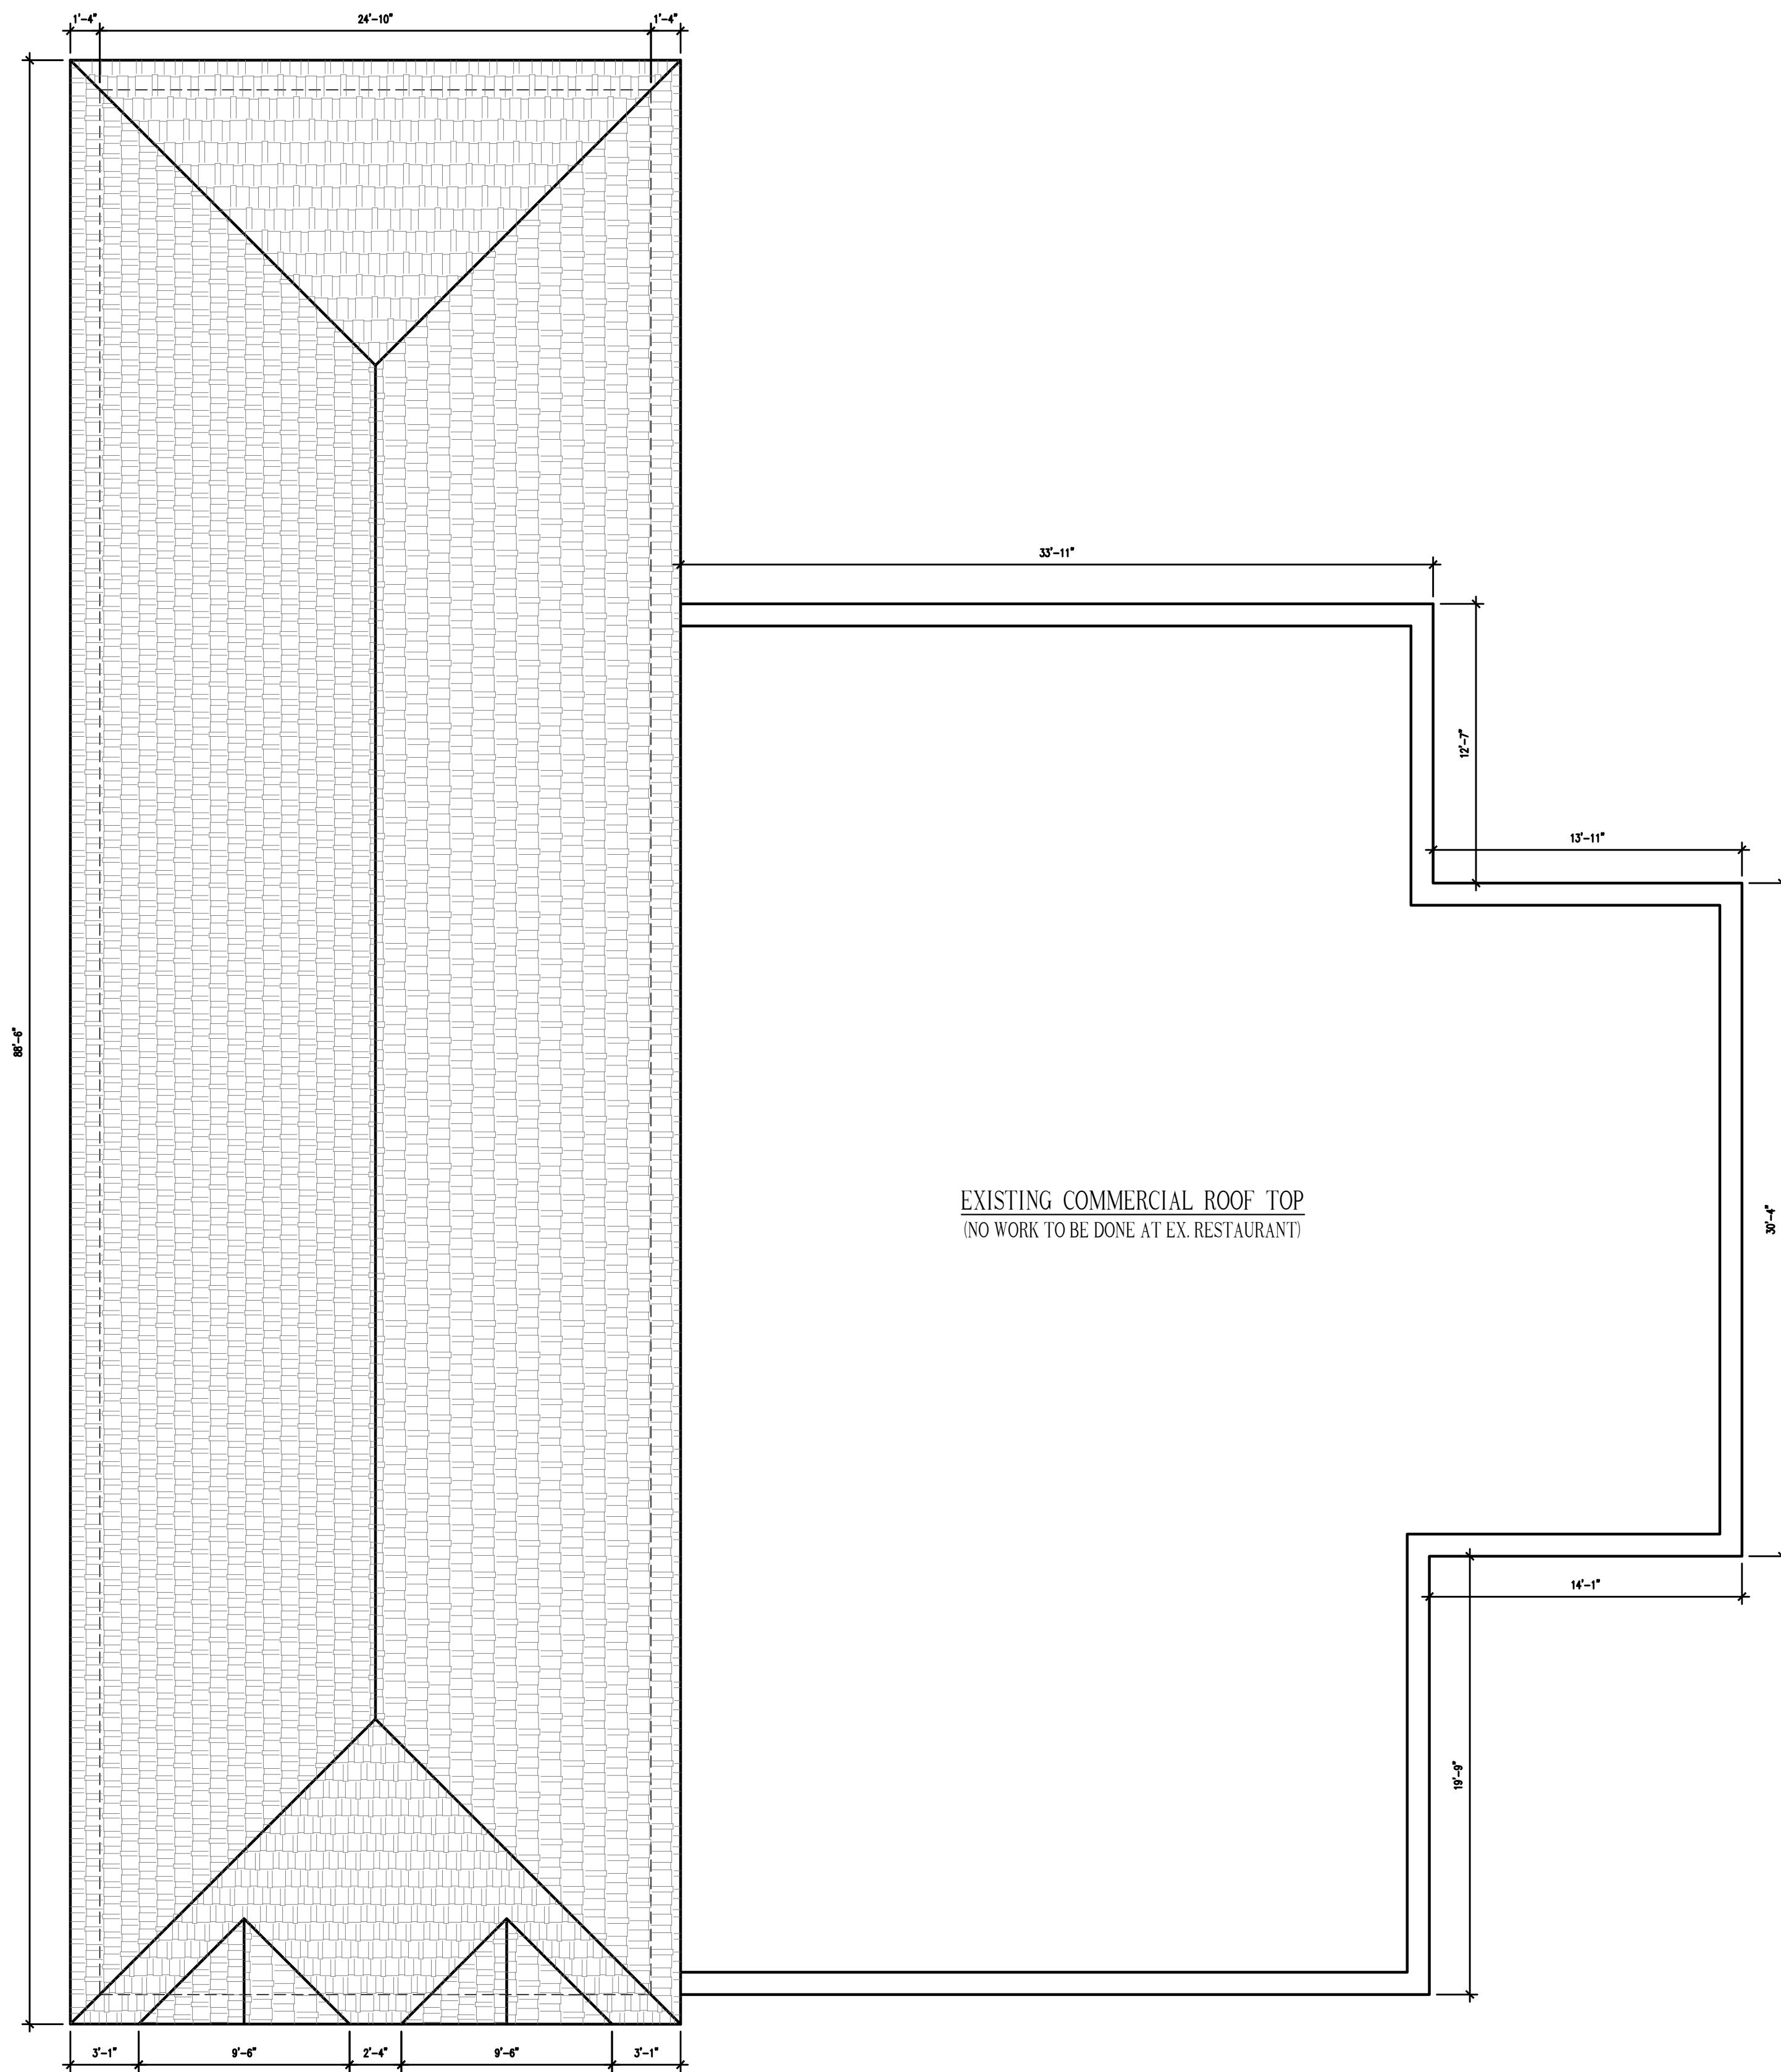 1'-4" 24'-10" 1'-4"
33'-11"
12'-7"
13'-11"
88'-6"
EXISTING COMMERCIAL ROOF TOP
(NO WORK TO BE DONE AT EX. RESTAURANT)
30'-4"
14'-1"
19'-9"
3'-1" 9'-6" 2'-4" 9'-6" 3'-1"